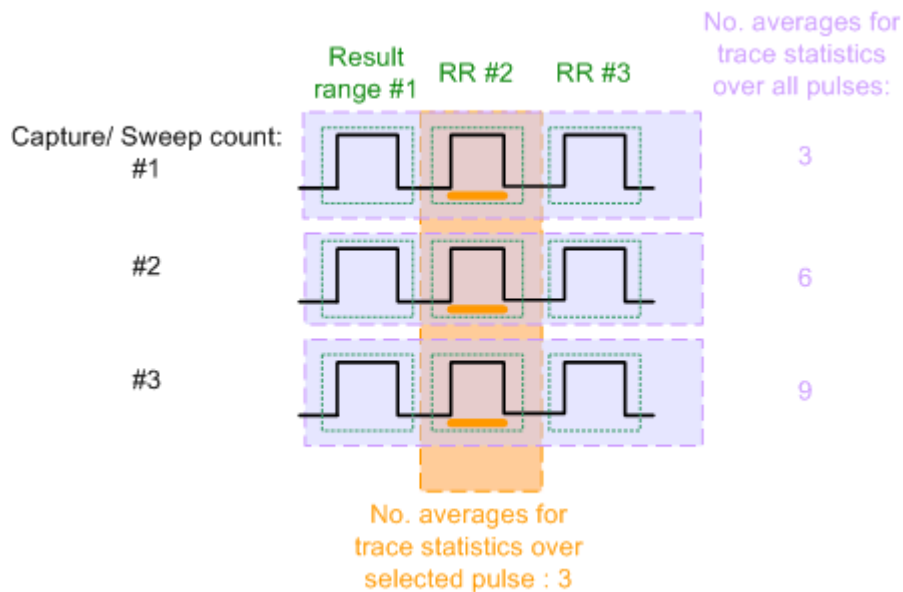 No. averages for
trace statistics
over all pulses:
Result
range #1
RR #2
RR #3
Capture/ Sweep count:
#1
3
#2
6
#3
9
No. averages for
trace statistics over
selected pulse : 3